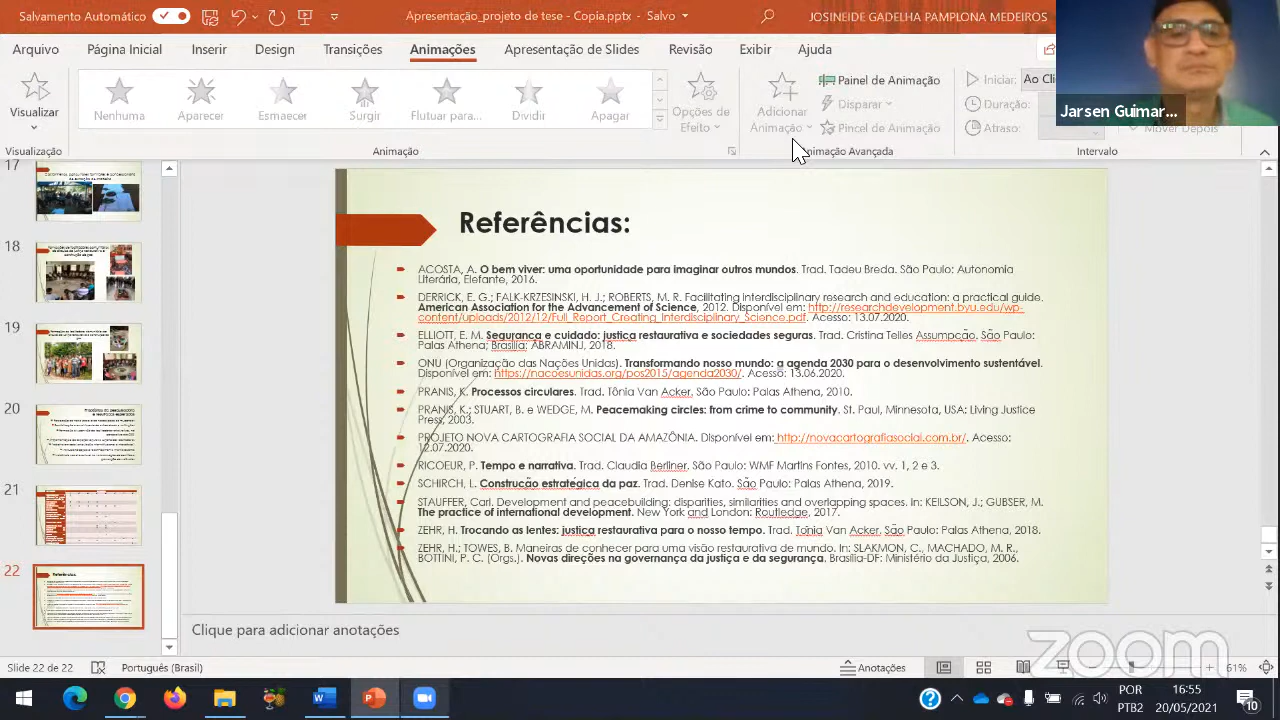 Salvamento Automático
Apresentação_projeto de tese - Copia.pptx - Salvo
JOSINEIDE GADELHA PAMPLONA MEDEIROS
Arquivo Página Inicial Inserir Design Transições Animações Apresentação de Slides Revisão Exibir Ajuda
Visualizar
Nenhuma Aparecer Esmaecer Surgir Flutuar para... Dividir Apagar
Opções de Efeito
Adicionar Animação
Painel de Animação
Disparar
Pincel de Animação
Iniciar: Ao Cli
Duração:
Atraso:
Mover Depois
Jarsen Guimar...
Visualização Animação Animação Avançada Intervalo
17
18
19
20
21
22
Referências:
ACOSTA, A. O bem viver: uma oportunidade para imaginar outros mundos. Trad. Tadeu Breda. São Paulo: Autonomia
Literária, Elefante, 2016.
DERRICK, E. G.; FALK-KRZESINSKI, H. J.; ROBERTS, M. R. Facilitating interdisciplinary research and education: a practical guide.
American Association for the Advancement of Science, 2012. Disponível em: http://researchdevelopment.byu.edu/wp-
content/uploads/2012/12/Full_Report_Creating_Interdisciplinary_Science.pdf. Acesso: 13.07.2020.
ELLIOTT, E. M. Segurança e cuidado: justiça restaurativa e sociedades seguras. Trad. Cristina Telles Assumpção. São Paulo:
Palas Athena; Brasília: ABRAMINJ, 2018.
ONU (Organização das Nações Unidas). Transformando nosso mundo: a agenda 2030 para o desenvolvimento sustentável.
Disponível em: https://nacoesunidas.org/pos2015/agenda2030/. Acesso: 13.06.2020.
PRANIS, K. Processos circulares. Trad. Tônia Van Acker. São Paulo: Palas Athena, 2010.
PRANIS, K.; STUART, B. e WEDGE, M. Peacemaking circles: from crime to community. St. Paul, Minnesota, USA: Living Justice
Press, 2003.
PROJETO NOVA CARTOGRAFIA SOCIAL DA AMAZÔNIA. Disponível em: http://novacartografiasocial.com.br/. Acesso:
12.07.2020.
RICOEUR, P. Tempo e narrativa. Trad. Claudia Berliner. São Paulo: WMF Martins Fontes, 2010. vv. 1, 2 e 3.
SCHIRCH, L. Construção estratégica da paz. Trad. Denise Kato. São Paulo: Palas Athena, 2019.
STAUFFER, Carl. Development and peacebuilding: disparities, similarities and overlapping spaces. In: KEILSON, J.; GUBSER, M.
The practice of international development. New York and London: Routledge, 2017.
ZEHR, H. Trocando as lentes: justiça restaurativa para o nosso tempo. Trad. Tônia Van Acker. São Paulo: Palas Athena, 2018.
ZEHR, H.; TOWES, B. Maneiras de conhecer para uma visão restaurativa de mundo. In: SLAKMON, C., MACHADO, M. R.,
BOTTINI, P. C. (Orgs.). Novas direções na governança da justiça e da segurança. Brasília-DF: Ministério da Justiça, 2006.
Clique para adicionar anotações
zoom
Slide 22 de 22 Português (Brasil) Anotações 61%
POR
PTB2
16:55
20/05/2021
10